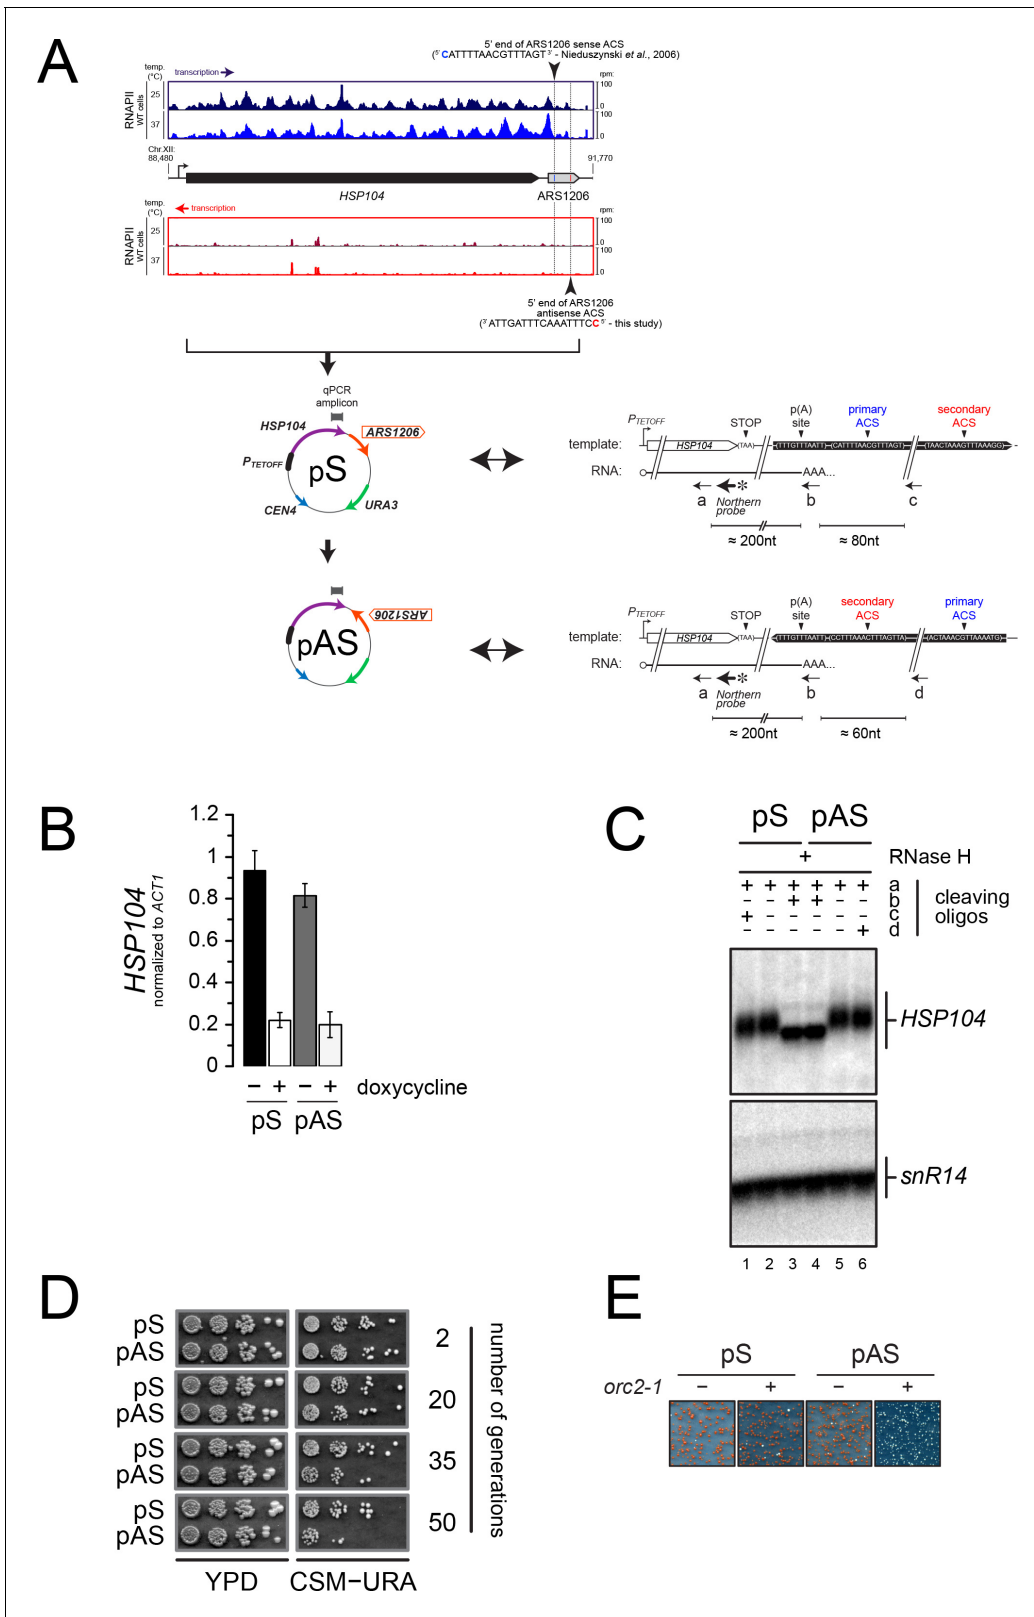 A
5' end of ARS1206 sense ACS
(5' CATTTTAACGTTTAGT 3' - Nieduszynski et al., 2006)
temp. (°C)
transcription
rpm:
RNAPII
WT cells
25
100
0
37
100
0
Chr.XII:
88,480
91,770
HSP104
ARS1206
temp. (°C)
transcription
rpm:
RNAPII
WT cells
25
100
0
37
100
0
5' end of ARS1206
antisense ACS
(3' ATTGATTTCAAATTTCC 5' - this study)
qPCR
amplicon
HSP104
ARS1206
PTETOFF
pS
CEN4
URA3
PTETOFF
STOP
p(A)
site
primary
ACS
secondary
ACS
template:
HSP104
(TAA)
(TTTGTTTAATT)
(CATTTTAACGTTTAGT)
(TAACTAAAGTTTAAAGG)
RNA:
AAA...
a
*
b
c
Northern
probe
≈ 200nt
≈ 80nt
ARS1206
pAS
PTETOFF
STOP
p(A)
site
secondary
ACS
primary
ACS
template:
HSP104
(TAA)
(TTTGTTTAATT)
(CCTTTAAACTTTAGTTA)
(ACTAAACGTTAAAATG)
RNA:
AAA...
a
*
b
d
Northern
probe
≈ 200nt
≈ 60nt
B
HSP104
normalized to ACT1
1.2
1
0.8
0.6
0.4
0.2
0
− + − + doxycycline
pS pAS
C
pS pAS
+ RNase H
+ + + + + + a
− − + + − − b
+ − − − − − c
− − − − − + d
cleaving
oligos
HSP104
snR14
1 2 3 4 5 6
D
pS
pAS
2
pS
pAS
20
pS
pAS
35
pS
pAS
50
number of generations
YPD CSM−URA
E
pS pAS
orc2-1 − + − +